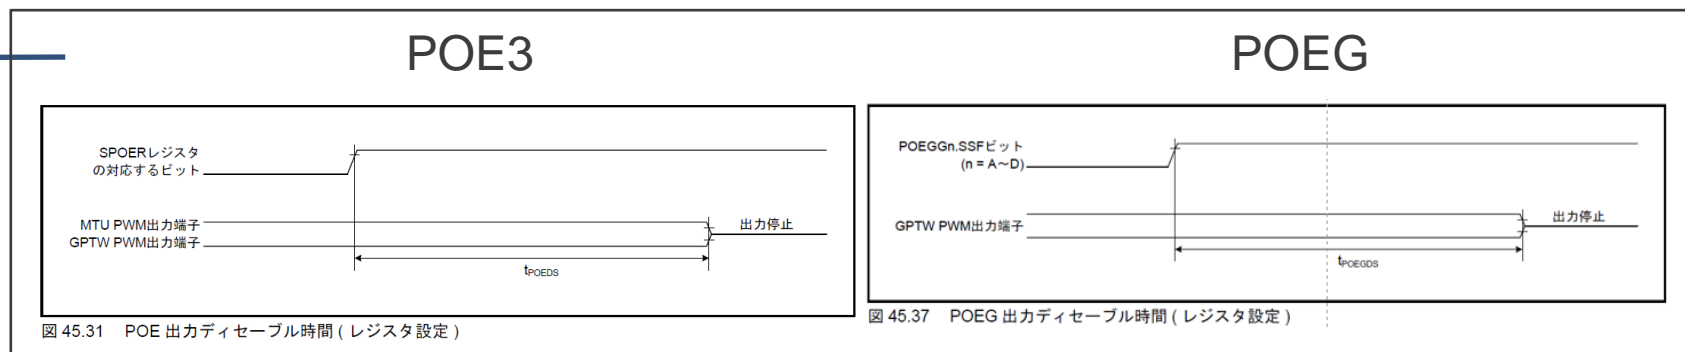 POE3
SPOERレジスタ
の対応するビット
MTU PWM出力端子
GPTW PWM出力端子
出力停止
tPOEDS
図 45.31 POE 出力ディセーブル時間 ( レジスタ設定 )
POEG
POEGGn.SSFビット
(n = A～D)
GPTW PWM出力端子
出力停止
tPOEGDS
図 45.37 POEG 出力ディセーブル時間 ( レジスタ設定 )